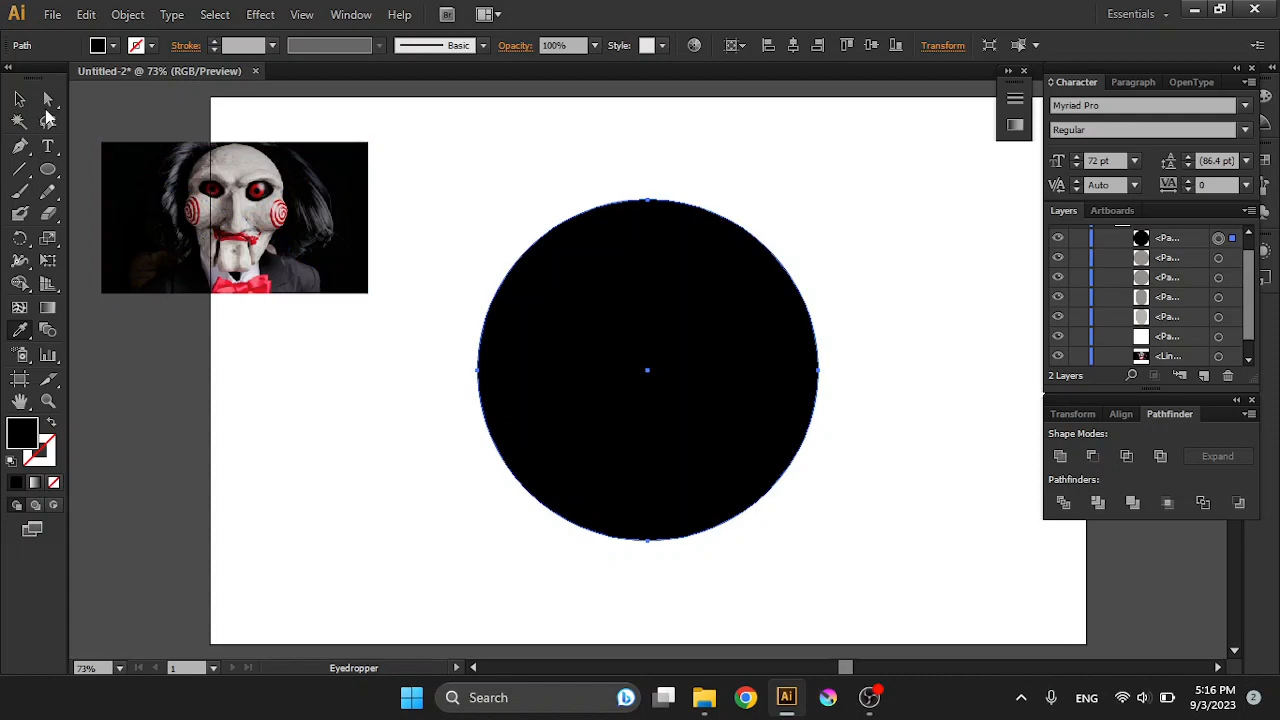 Ai File Edit Object Type Select Effect View Window Help Br Essentials
Path Stroke: Basic Opacity: 100% Style: Transform
Untitled-2* @ 73% (RGB/Preview)
Character Paragraph OpenType
Myriad Pro
Regular
72 pt (86.4 pt)
Auto 0
Layers Artboards
<Pa...
<Pa...
<Pa...
<Pa...
<Pa...
<Pa...
<Lin...
2 Layers
Transform Align Pathfinder
Shape Modes:
Expand
Pathfinders:
73% 1 Eyedropper
Search Ai ENG 5:16 PM
9/3/2023 2